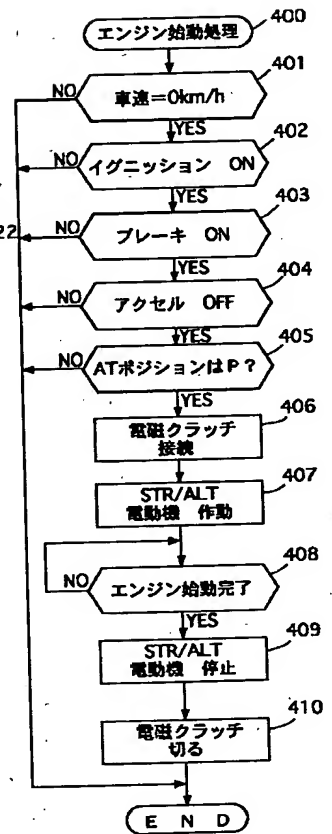 エンジン始動処理
400
401
NO
車速=0km/h
YES
402
NO
イグニッション ON
YES
403
22
NO
ブレーキ ON
YES
404
NO
アクセル OFF
YES
405
NO
ATポジションはP?
YES
406
電磁クラッチ
接続
407
STR/ALT
電動機 作動
408
NO
エンジン始動完了
YES
409
STR/ALT
電動機 停止
410
電磁クラッチ
切る
E N D